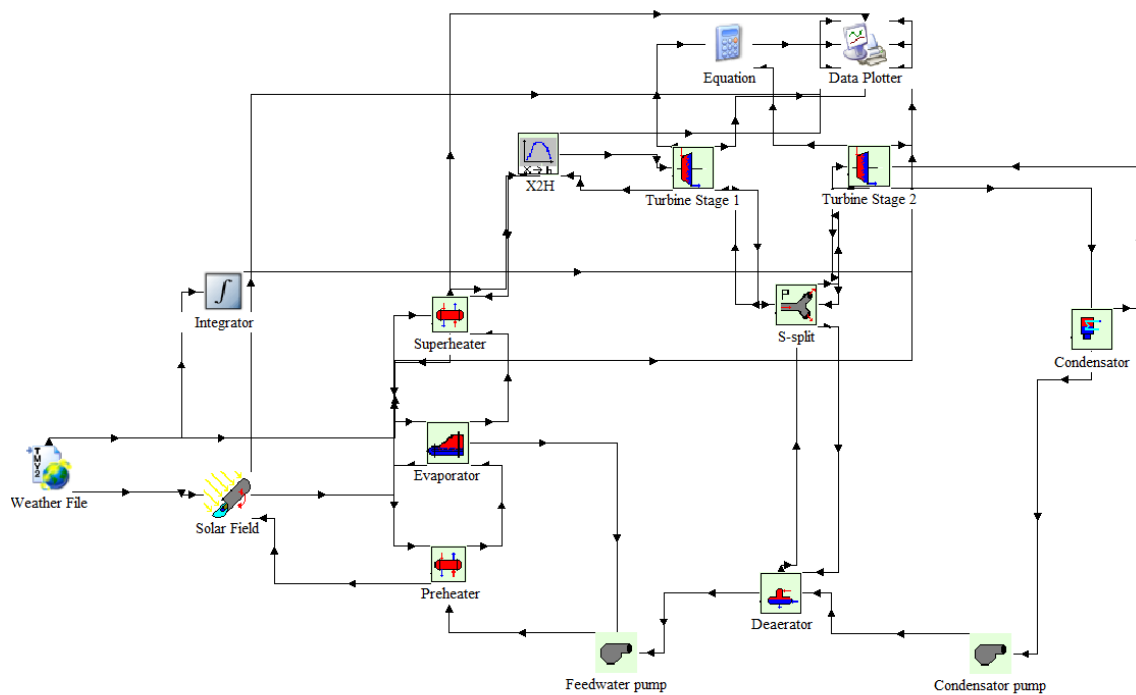 Equation
Data Plotter
X→h
X2H
Turbine Stage 1
Turbine Stage 2
Integrator
Superheater
S-split
Condensator
TMY2
Evaporator
Weather File
Solar Field
Preheater
Deaerator
Feedwater pump
Condensator pump